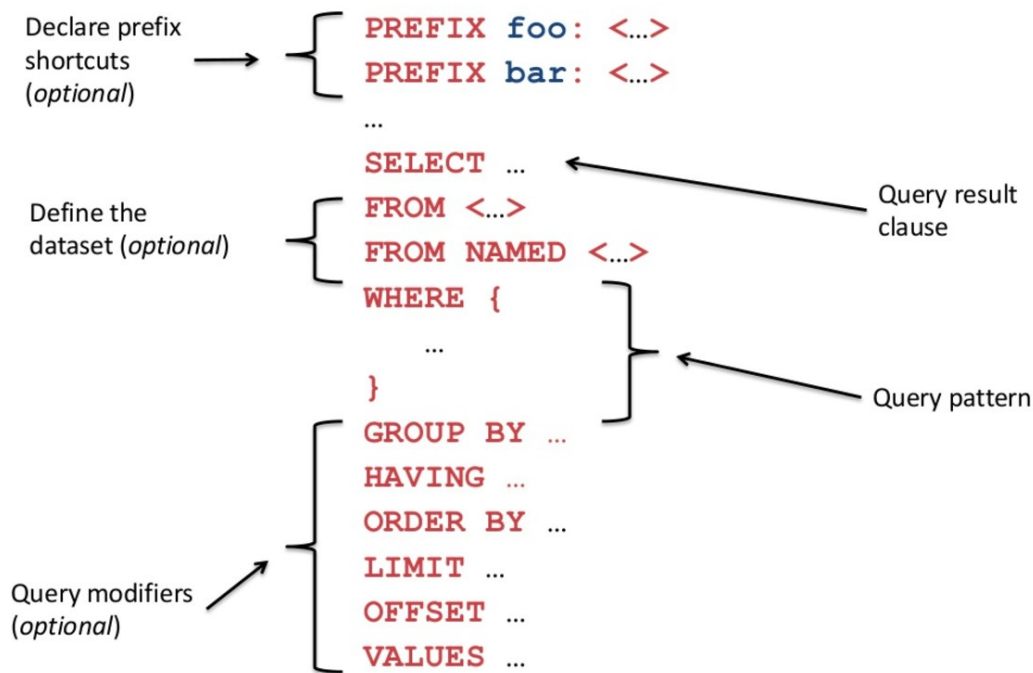 Declare prefix
shortcuts
(optional)
PREFIX foo: <…>
PREFIX bar: <…>
…
SELECT …
Query result
clause
Define the
dataset (optional)
FROM <…>
FROM NAMED <…>
WHERE {
…
}
Query pattern
GROUP BY …
HAVING …
ORDER BY …
LIMIT …
OFFSET …
VALUES …
Query modifiers
(optional)